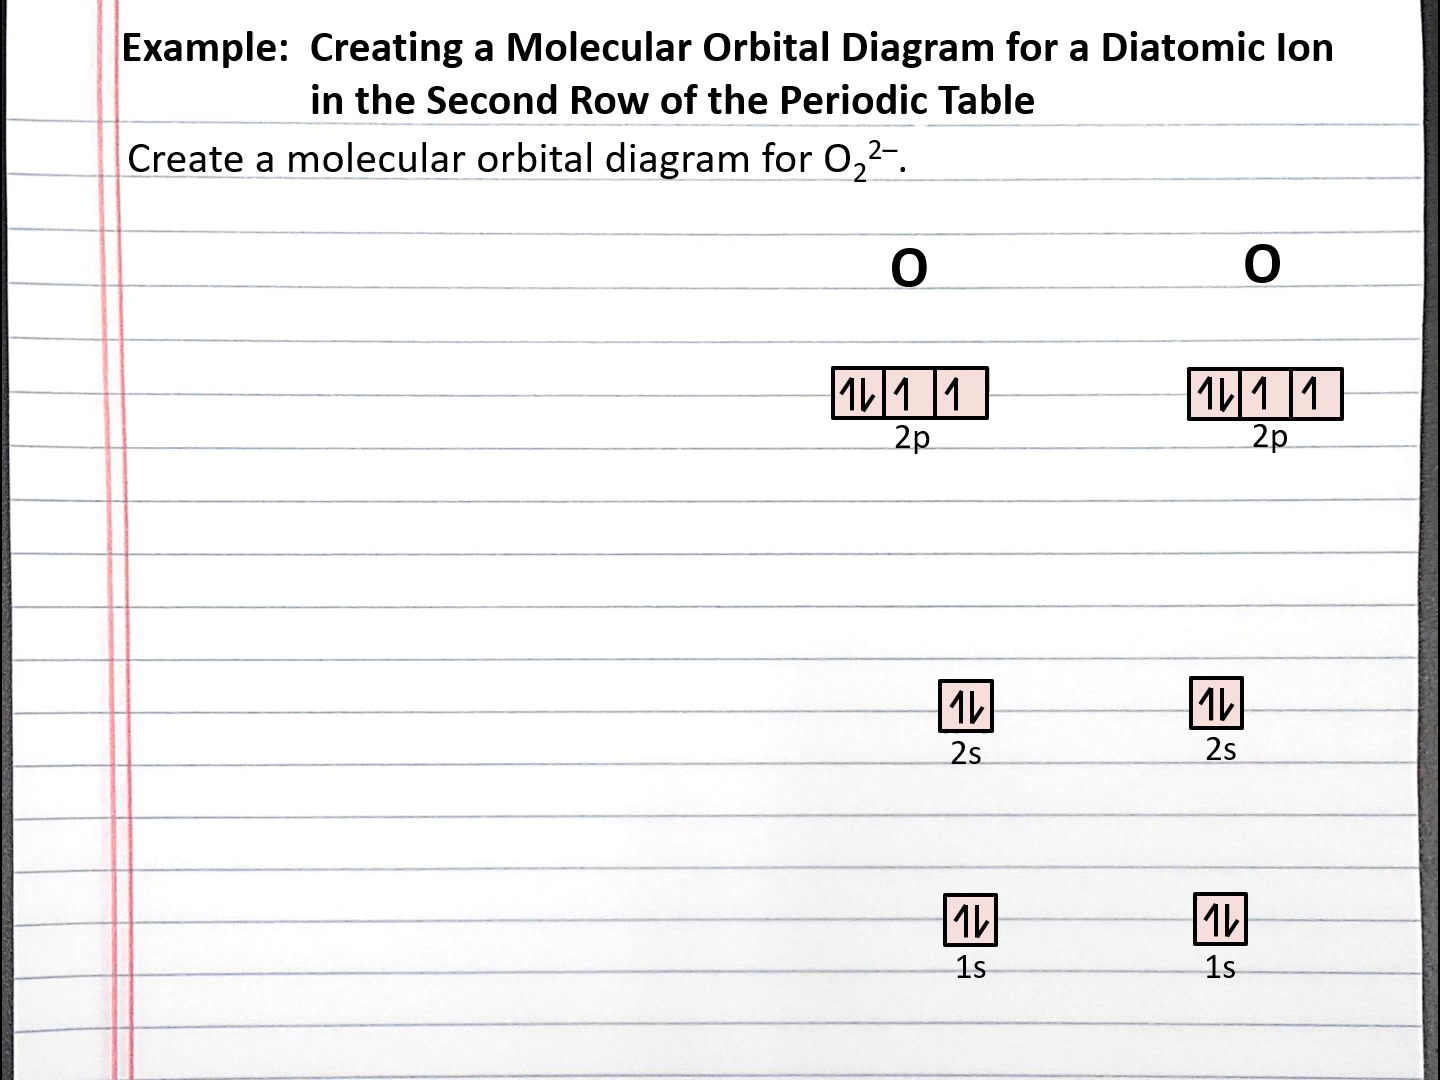 Example: Creating a Molecular Orbital Diagram for a Diatomic Ion
in the Second Row of the Periodic Table
Create a molecular orbital diagram for O₂²⁻.
O O
↿⇂ ↿ ↿ ↿⇂ ↿ ↿
2p 2p
↿⇂ ↿⇂
2s 2s
↿⇂ ↿⇂
1s 1s